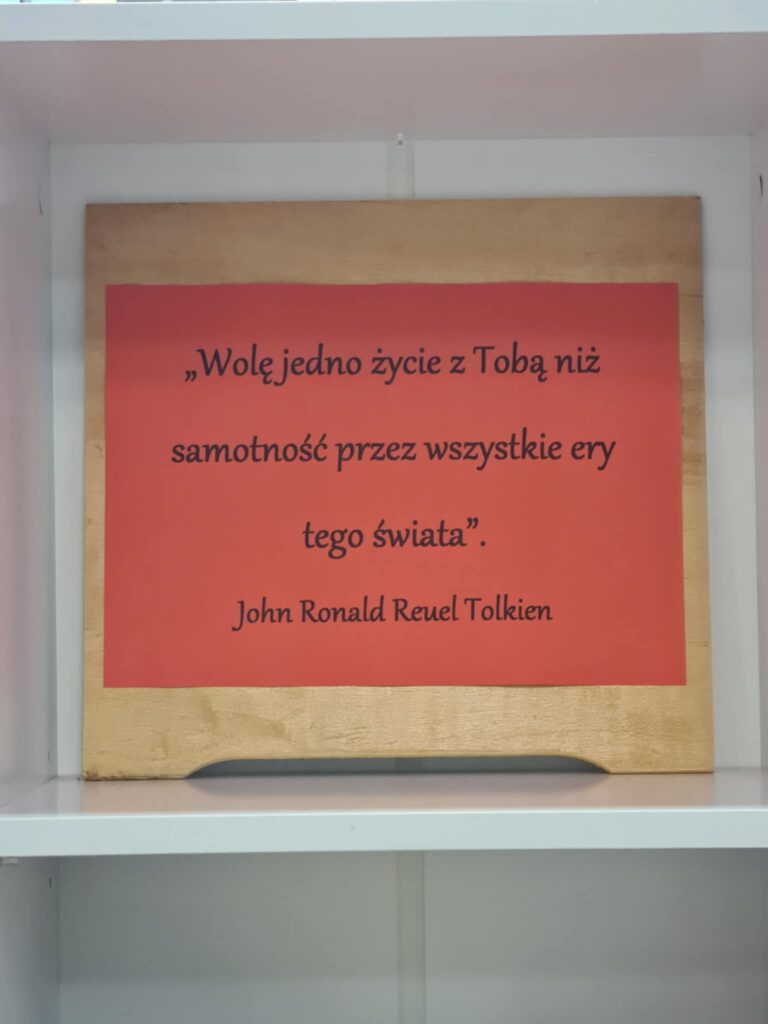 „Wolę jedno życie z Tobą niż
samotność przez wszystkie ery
tego świata”.
John Ronald Reuel Tolkien